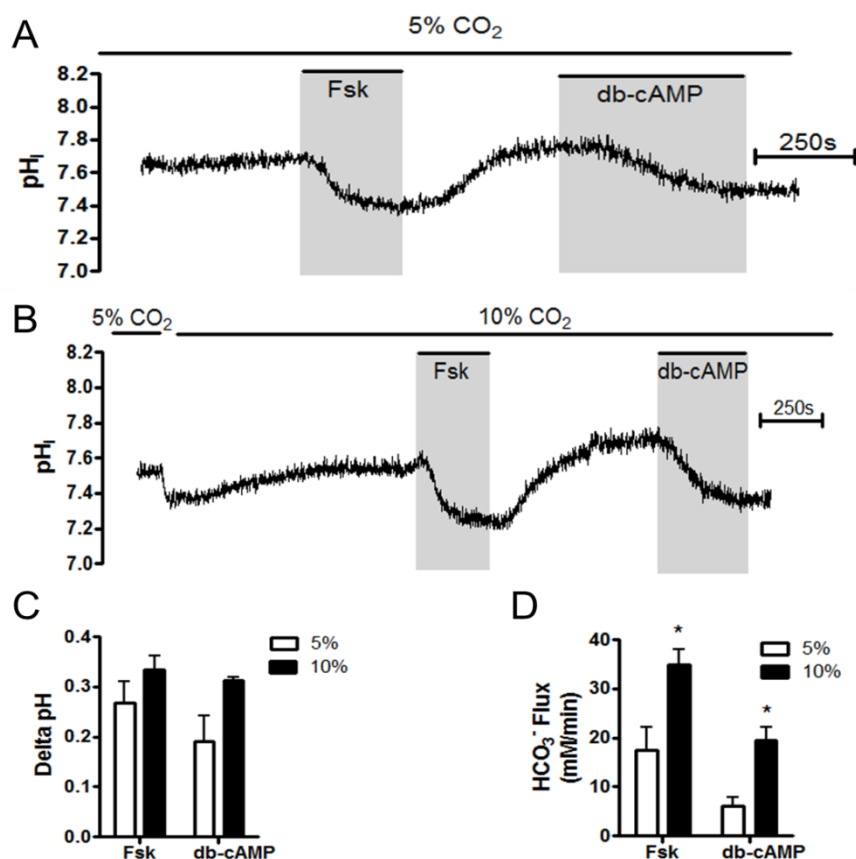 A
5% CO₂
Fsk
db-cAMP
250s
8.2
7.8
7.6
7.4
7.2
7.0
pHᵢ
B
5% CO₂
10% CO₂
Fsk
db-cAMP
250s
8.2
8.0
7.8
7.6
7.4
7.2
7.0
pHᵢ
C
5%
10%
0.4
0.3
0.2
0.1
0.0
Delta pH
Fsk
db-cAMP
D
5%
10%
*
*
40
30
20
10
0
HCO₃⁻ Flux
(mM/min)
Fsk
db-cAMP